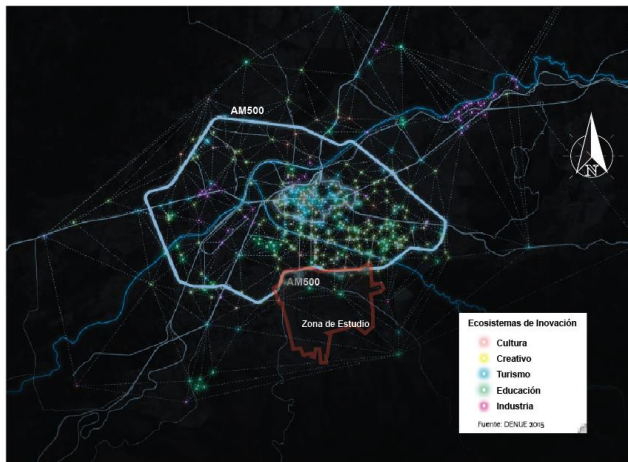 AM500
AM500
Zona de Estudio
N
Ecosistemas de Inovación
Cultura
Creativo
Turismo
Educación
Industria
Fuente: DENUE 2015